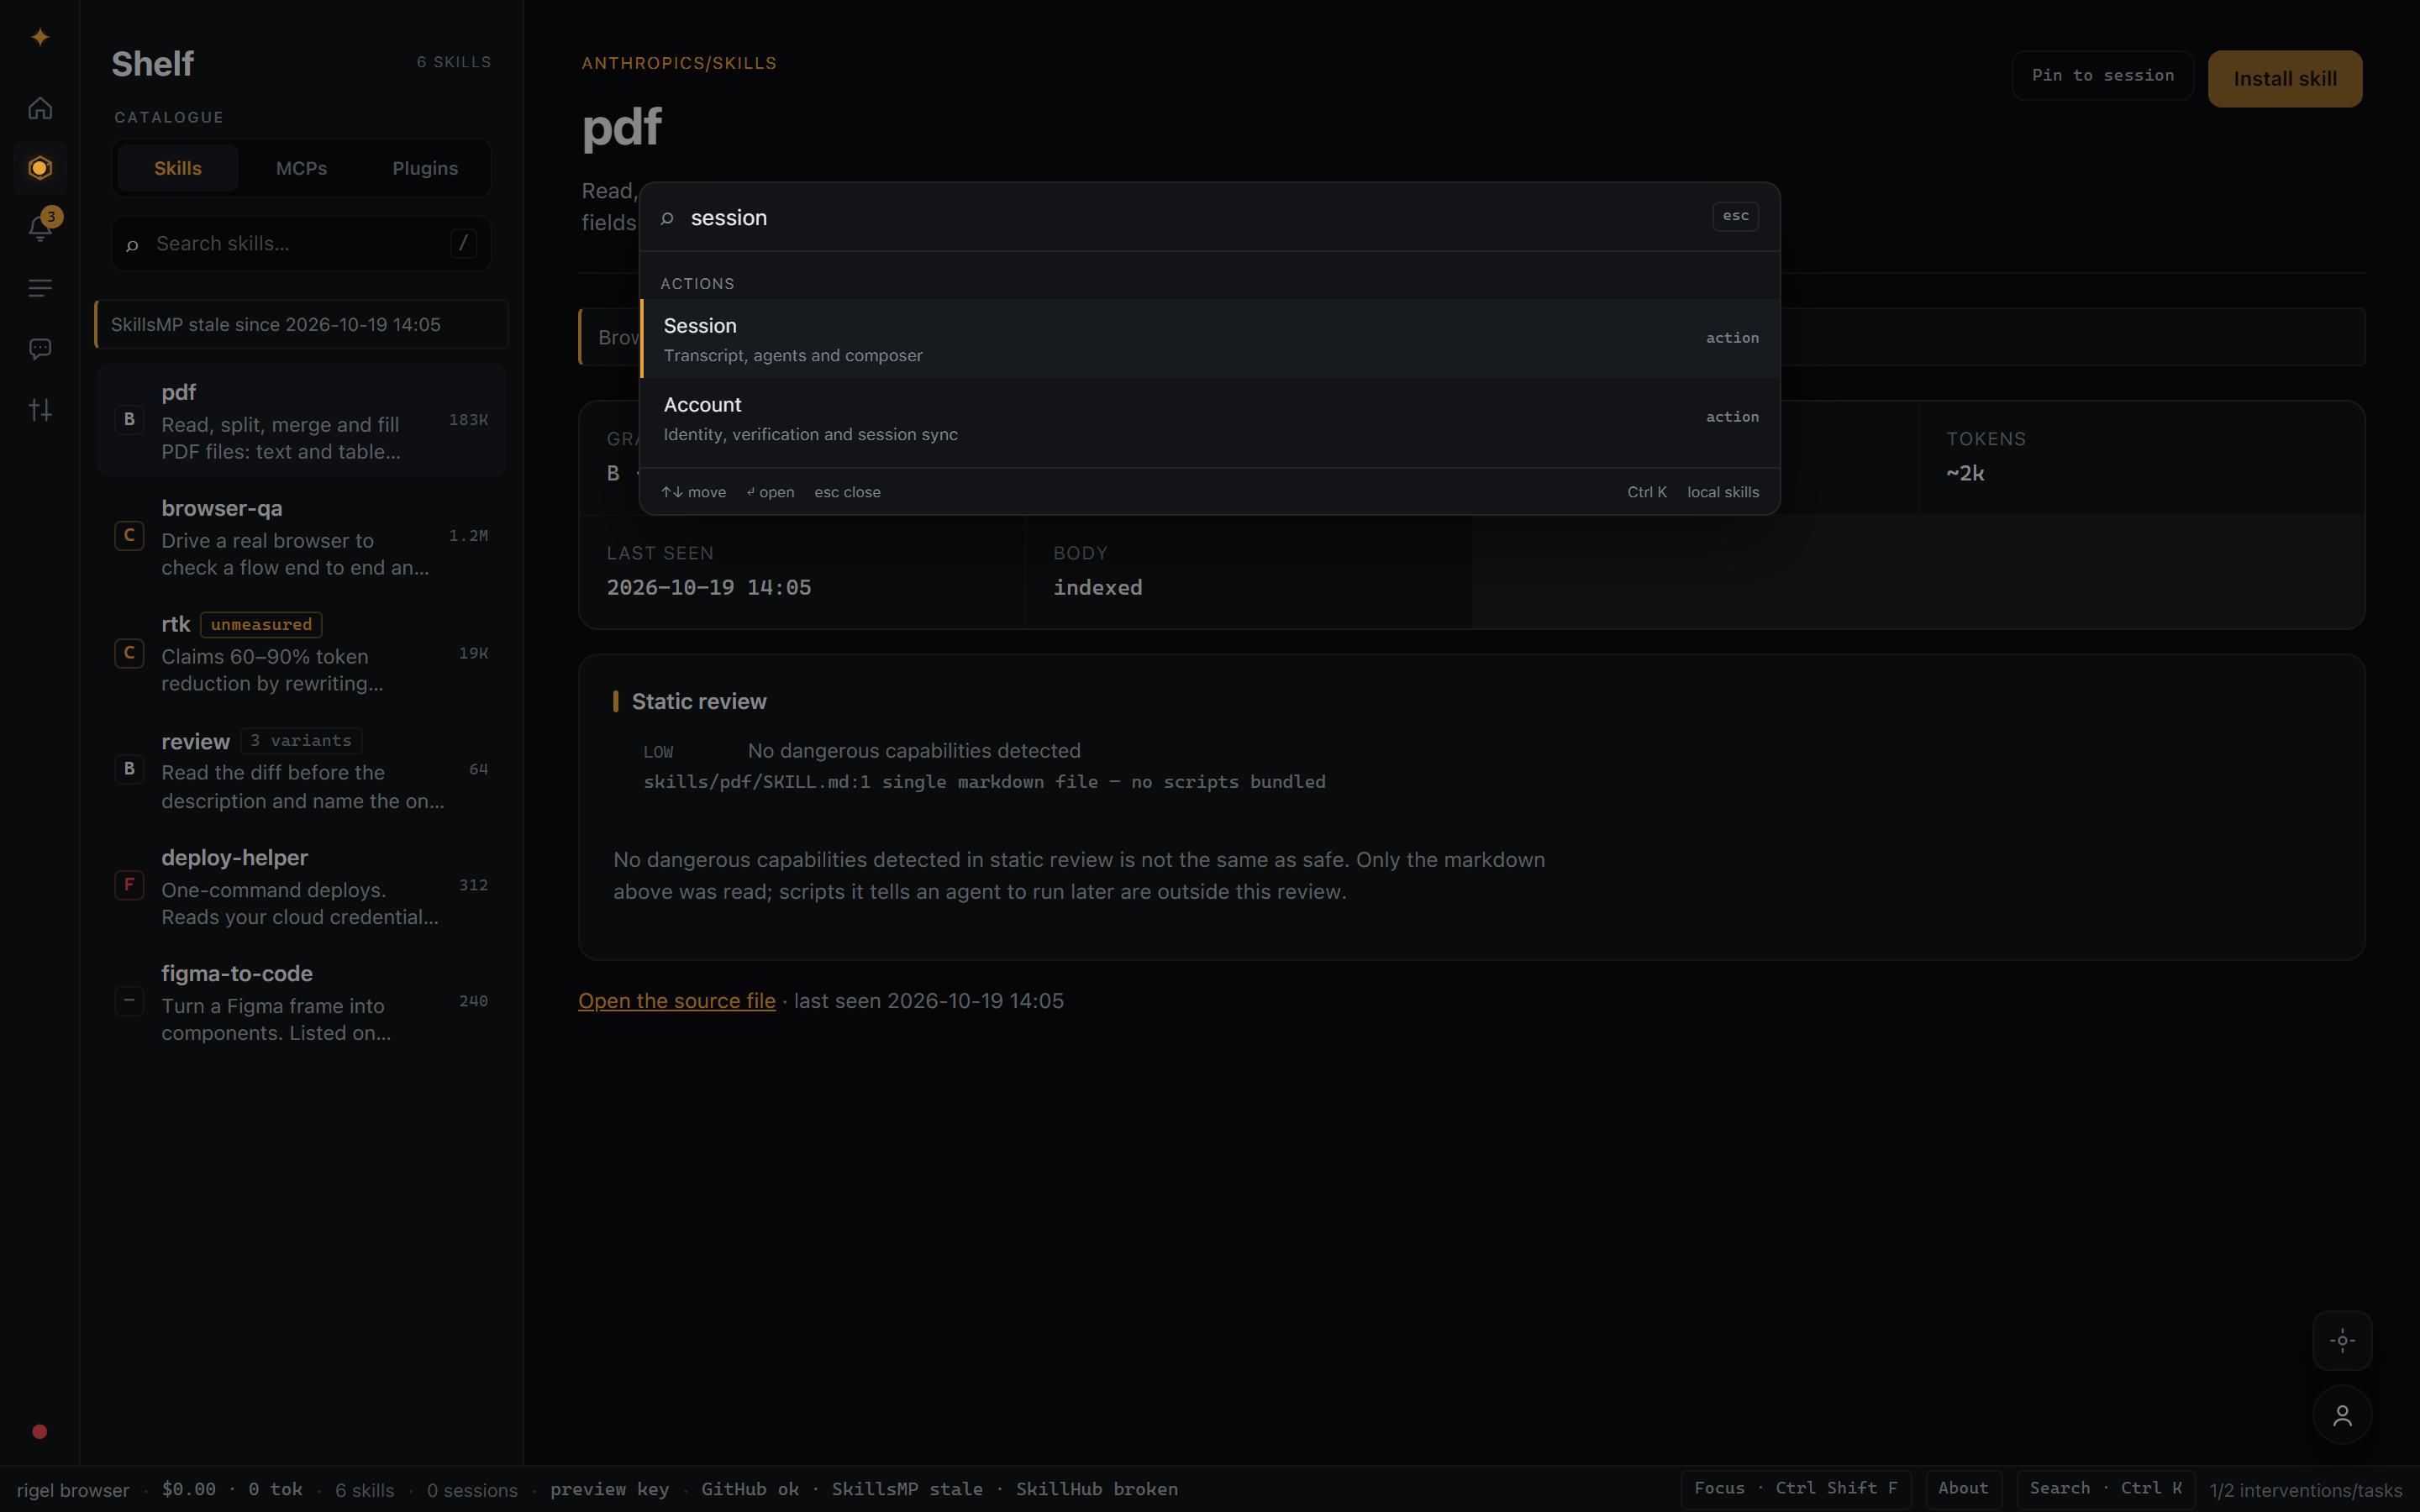 3
Shelf
6 SKILLS
CATALOGUE
Skills
MCPs
Plugins
Search skills...
/
SkillsMP stale since 2026-10-19 14:05
B
pdf
Read, split, merge and fill
PDF files: text and table...
183K
C
browser-qa
Drive a real browser to
check a flow end to end an...
1.2M
C
rtk
unmeasured
Claims 60–90% token
reduction by rewriting...
19K
B
review
3 variants
Read the diff before the
description and name the on...
64
F
deploy-helper
One-command deploys.
Reads your cloud credential...
312
—
figma-to-code
Turn a Figma frame into
components. Listed on...
240
ANTHROPICS/SKILLS
pdf
Pin to session
Install skill
Read,
fields
session
esc
ACTIONS
Session
Transcript, agents and composer
action
Account
Identity, verification and session sync
action
↑↓ move
↵ open
esc close
Ctrl K
local skills
B
TOKENS
~2k
LAST SEEN
2026-10-19 14:05
BODY
indexed
Static review
LOW
No dangerous capabilities detected
skills/pdf/SKILL.md:1 single markdown file — no scripts bundled
No dangerous capabilities detected in static review is not the same as safe. Only the markdown
above was read; scripts it tells an agent to run later are outside this review.
Open the source file · last seen 2026-10-19 14:05
rigel browser · $0.00 · 0 tok · 6 skills · 0 sessions · preview key · GitHub ok · SkillsMP stale · SkillHub broken
Focus · Ctrl Shift F
About
Search · Ctrl K
1/2 interventions/tasks